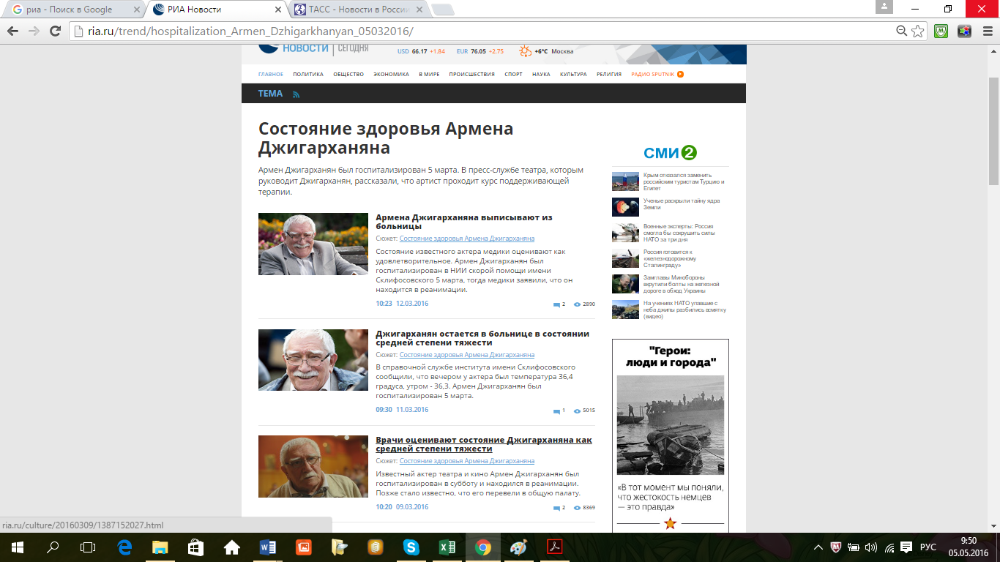 риа - Поиск в Google
РИА Новости
ТАСС - Новости в России
ria.ru/trend/hospitalization_Armen_Dzhigarkhanyan_05032016/
НОВОСТИ СЕГОДНЯ
USD 66.17 +1.84 EUR 76.05 +2.75 +6°C Москва
ГЛАВНОЕ ПОЛИТИКА ОБЩЕСТВО ЭКОНОМИКА В МИРЕ ПРОИСШЕСТВИЯ СПОРТ НАУКА КУЛЬТУРА РЕЛИГИЯ РАДИО SPUTNIK
ТЕМА
Состояние здоровья Армена
Джигарханяна
Армен Джигарханян был госпитализирован 5 марта. В пресс-службе театра, которым
руководит Джигарханян, рассказали, что артист проходит курс поддерживающей
терапии.
Армена Джигарханяна выписывают из
больницы
Сюжет: Состояние здоровья Армена Джигарханяна
Состояние известного актера медики оценивают как
удовлетворительное. Армен Джигарханян был
госпитализирован в НИИ скорой помощи имени
Склифосовского 5 марта, тогда медики заявили, что он
находится в реанимации.
10:23 12.03.2016 2 2890
Джигарханян остается в больнице в состоянии
средней степени тяжести
Сюжет: Состояние здоровья Армена Джигарханяна
В справочной службе института имени Склифосовского
сообщили, что вечером у актера был температура 36,4
градуса, утром - 36,3. Армен Джигарханян был
госпитализирован 5 марта.
09:30 11.03.2016 1 5015
Врачи оценивают состояние Джигарханяна как
средней степени тяжести
Сюжет: Состояние здоровья Армена Джигарханяна
Известный актер театра и кино Армен Джигарханян был
госпитализирован в субботу и находился в реанимации.
Позже стало известно, что его перевели в общую палату.
10:20 09.03.2016 2 8369
СМИ 2
Крым отказался заменить
российским туристам Турцию и
Египет
Ученые раскрыли тайну ядра
Земли
Военные эксперты: Россия
смогла бы сокрушить силы
НАТО за три дня
Россия готовится к
«железнодорожному
Сталинграду»
Замглавы Минобороны
вкрутили болты на железной
дороге в обход Украины
На учениях НАТО упавшие с
неба джипы разбились всмятку
(видео)
"Герои:
люди и города"
«В тот момент мы поняли,
что жестокость немцев
— это правда»
ria.ru/culture/20160309/1387152027.html
РУС
9:50
05.05.2016